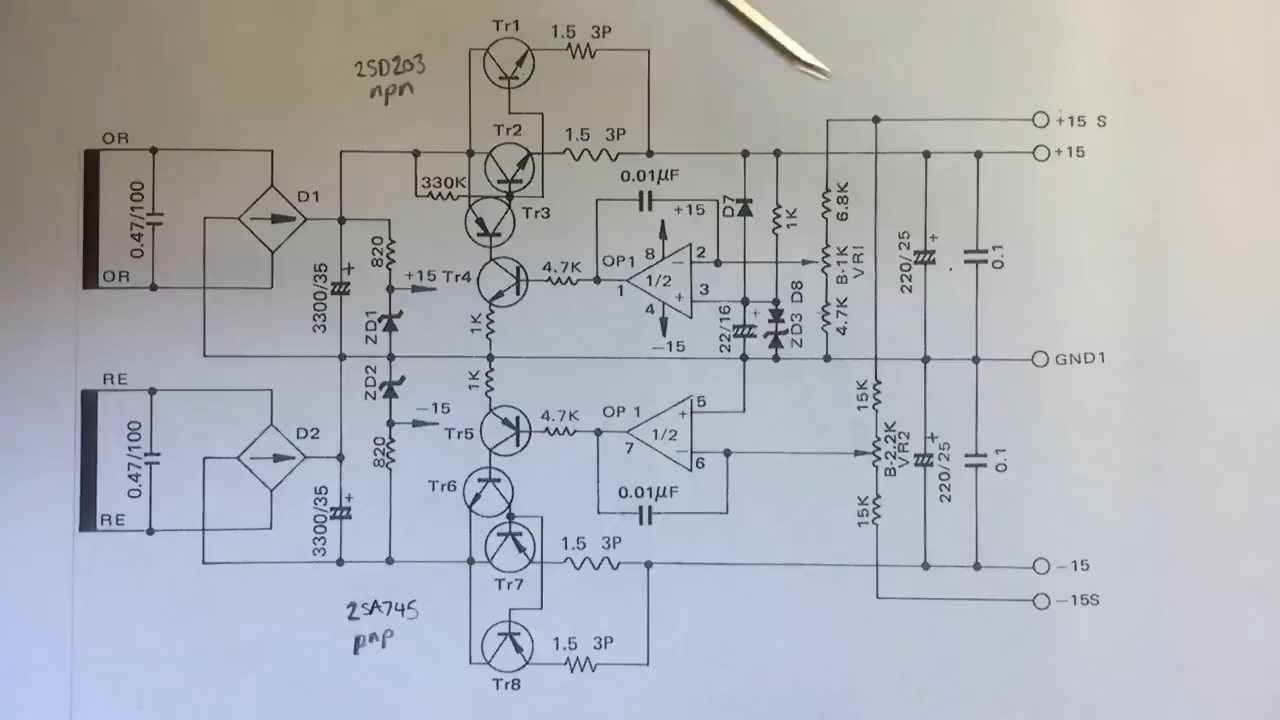 Tr1
1.5 3P
2SD203
npn
+15 S
OR
Tr2
1.5 3P
+15
0.01µF
330K
0.47/100
D1
Tr3
+15
D7
1K
6.8K
820
OP1
8
2
−
B-1K
VR1
220/25
+
0.1
OR
+15
Tr4
4.7K
1/2
1
3
+
4
3300/35
+
ZD1
1K
−15
22/16
+
D8
ZD3
4.7K
GND1
RE
ZD2
1K
−15
15K
OP 1
5
+
D2
Tr5
4.7K
1/2
7
−
6
B-2.2K
VR2
220/25
+
0.1
0.47/100
820
Tr6
0.01µF
15K
RE
3300/35
+
1.5 3P
−15
Tr7
−15S
2SA745
pnp
1.5 3P
Tr8